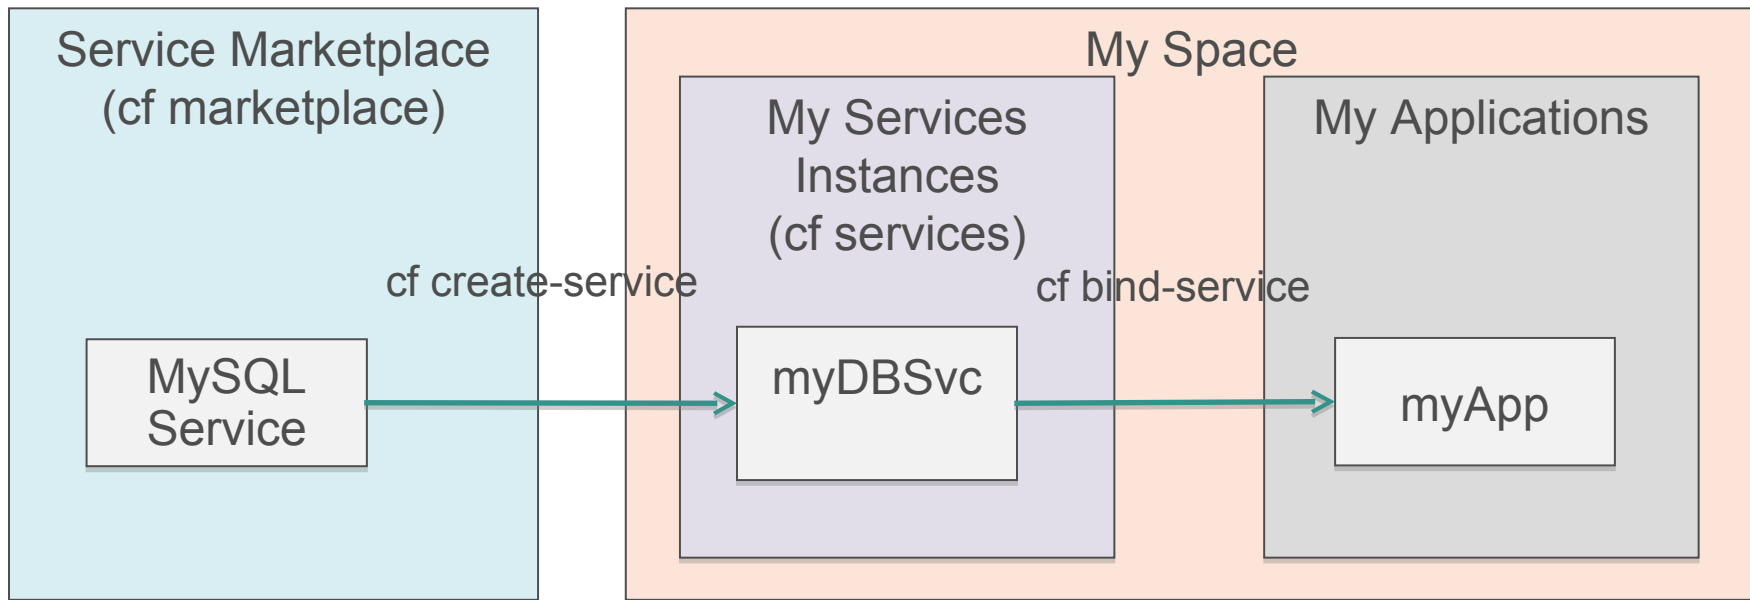 Service Marketplace
(cf marketplace)
My Space
My Services
Instances
(cf services)
My Applications
cf create-service
cf bind-service
MySQL
Service
myDBSvc
myApp